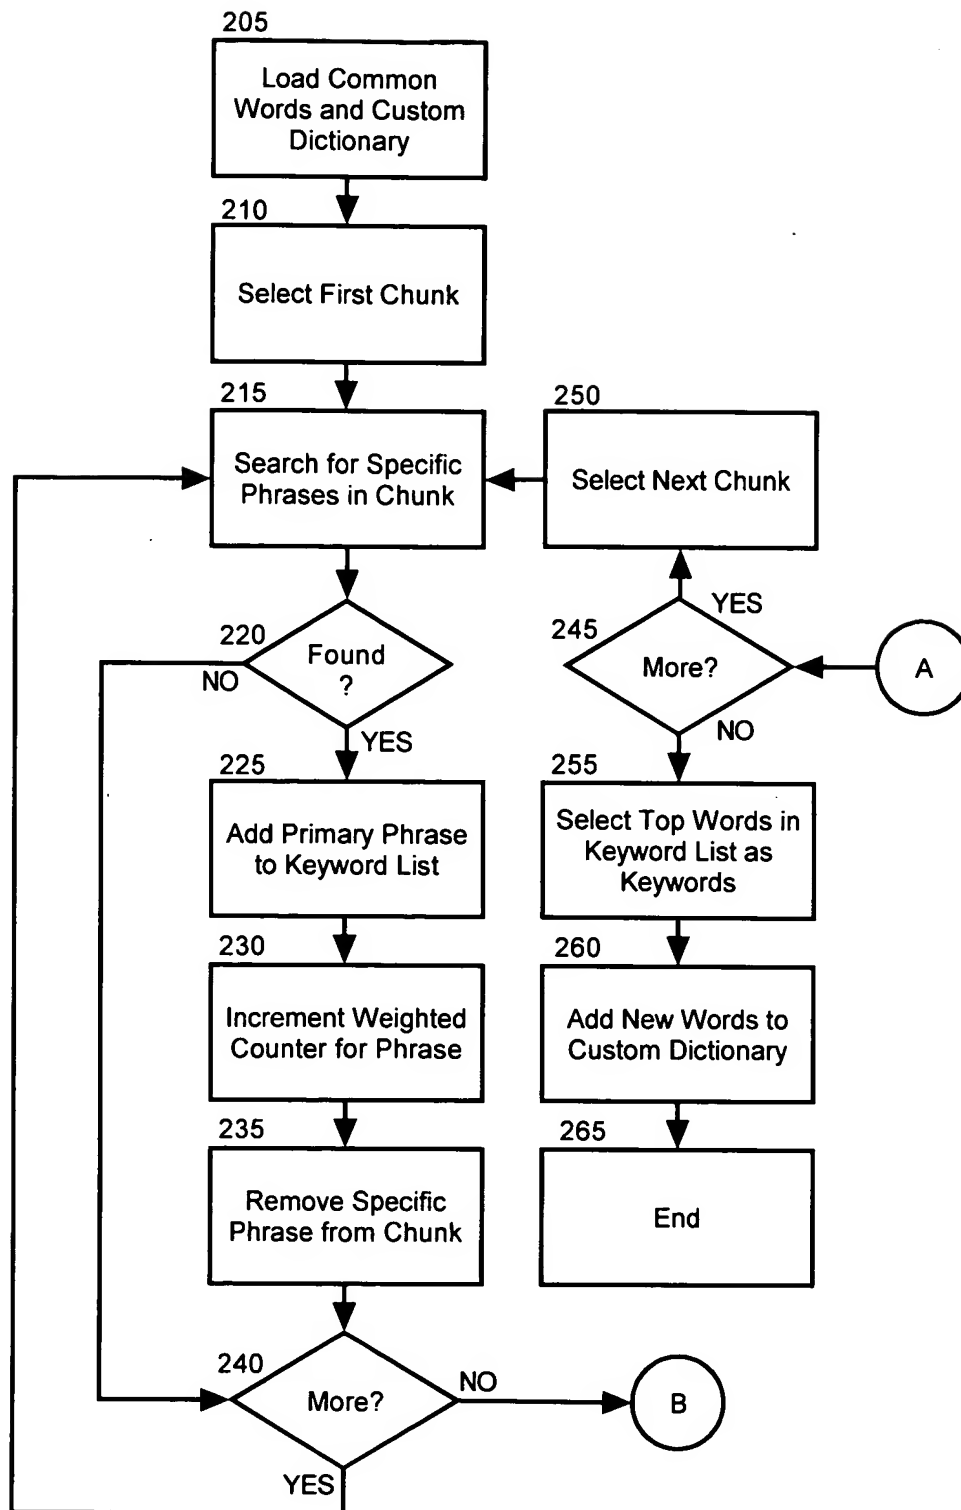 205
Load Common
Words and Custom
Dictionary
210
Select First Chunk
215
Search for Specific
Phrases in Chunk
250
Select Next Chunk
220
Found
?
NO
YES
245
More?
YES
NO
A
225
Add Primary Phrase
to Keyword List
255
Select Top Words in
Keyword List as
Keywords
230
Increment Weighted
Counter for Phrase
260
Add New Words to
Custom Dictionary
235
Remove Specific
Phrase from Chunk
265
End
240
More?
NO
B
YES